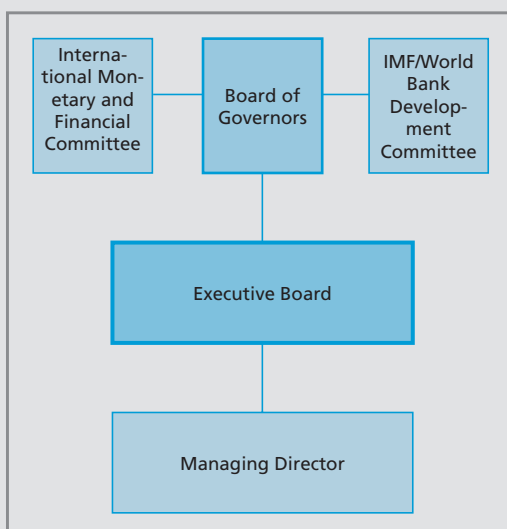 Interna-
tional Mon-
etary and
Financial
Committee
Board of
Governors
IMF/World
Bank
Develop-
ment
Committee
Executive Board
Managing Director